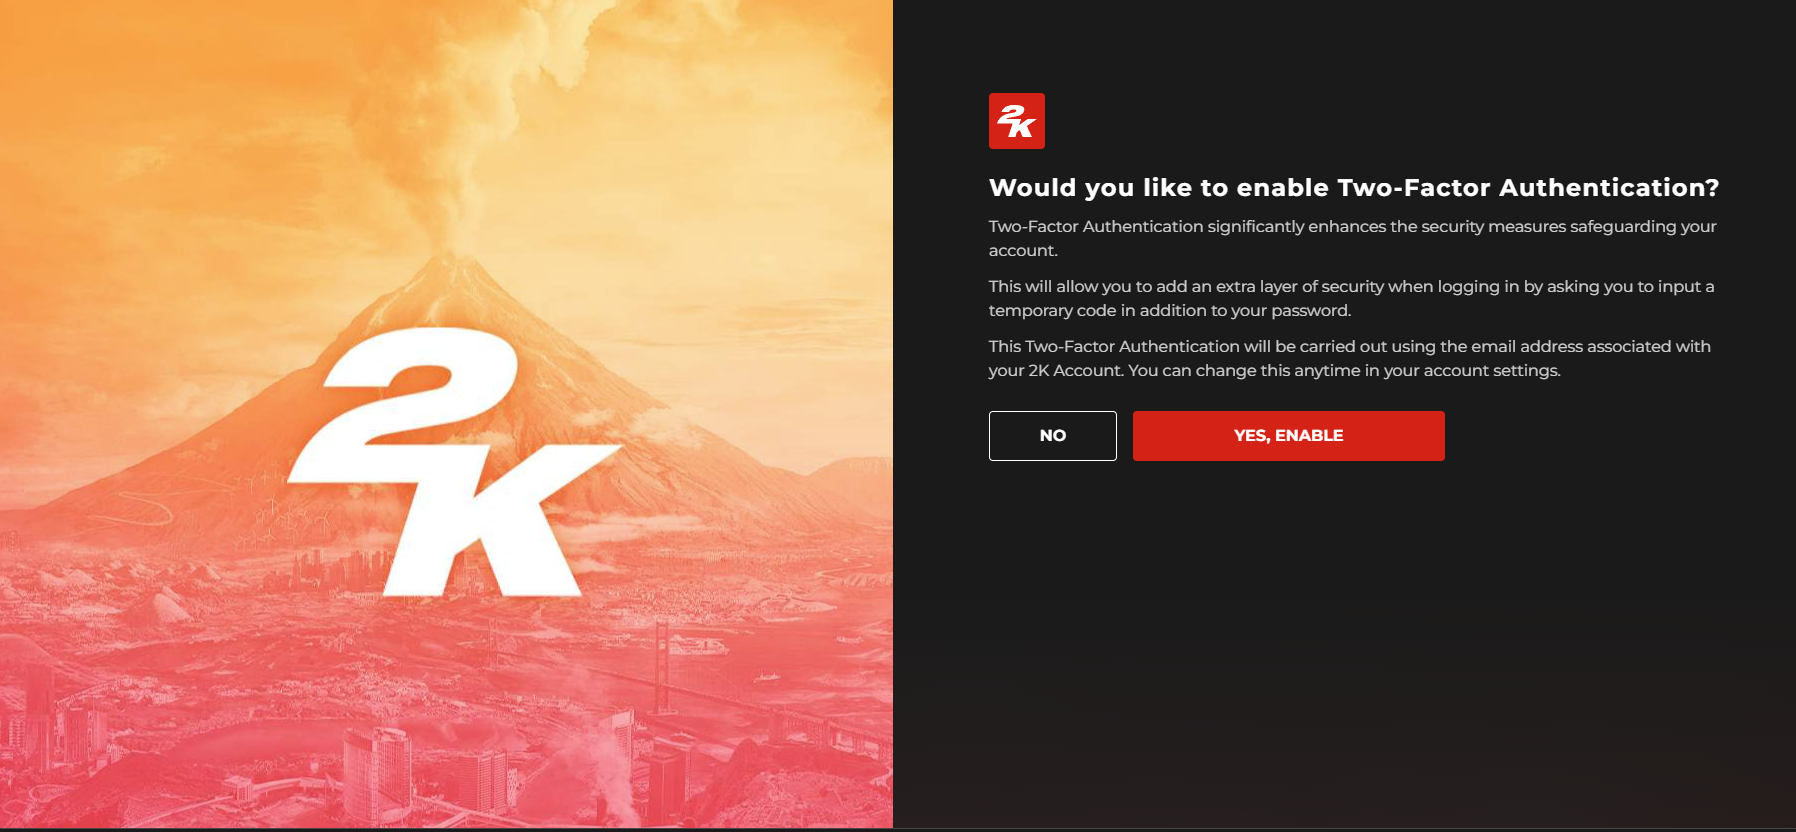 2K
2K
Would you like to enable Two-Factor Authentication?
Two-Factor Authentication significantly enhances the security measures safeguarding your
account.
This will allow you to add an extra layer of security when logging in by asking you to input a
temporary code in addition to your password.
This Two-Factor Authentication will be carried out using the email address associated with
your 2K Account. You can change this anytime in your account settings.
NO
YES, ENABLE